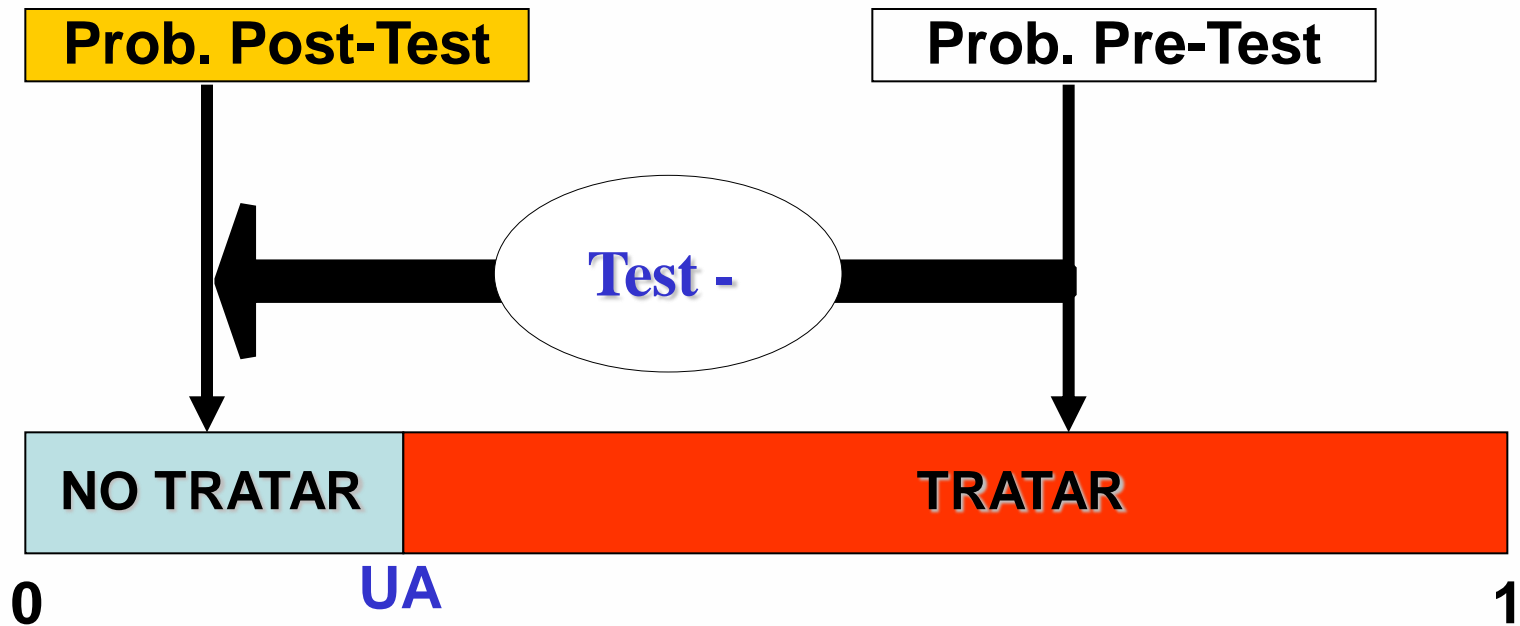 Prob. Post-Test
Prob. Pre-Test
Test -
NO TRATAR
TRATAR
0
UA
1